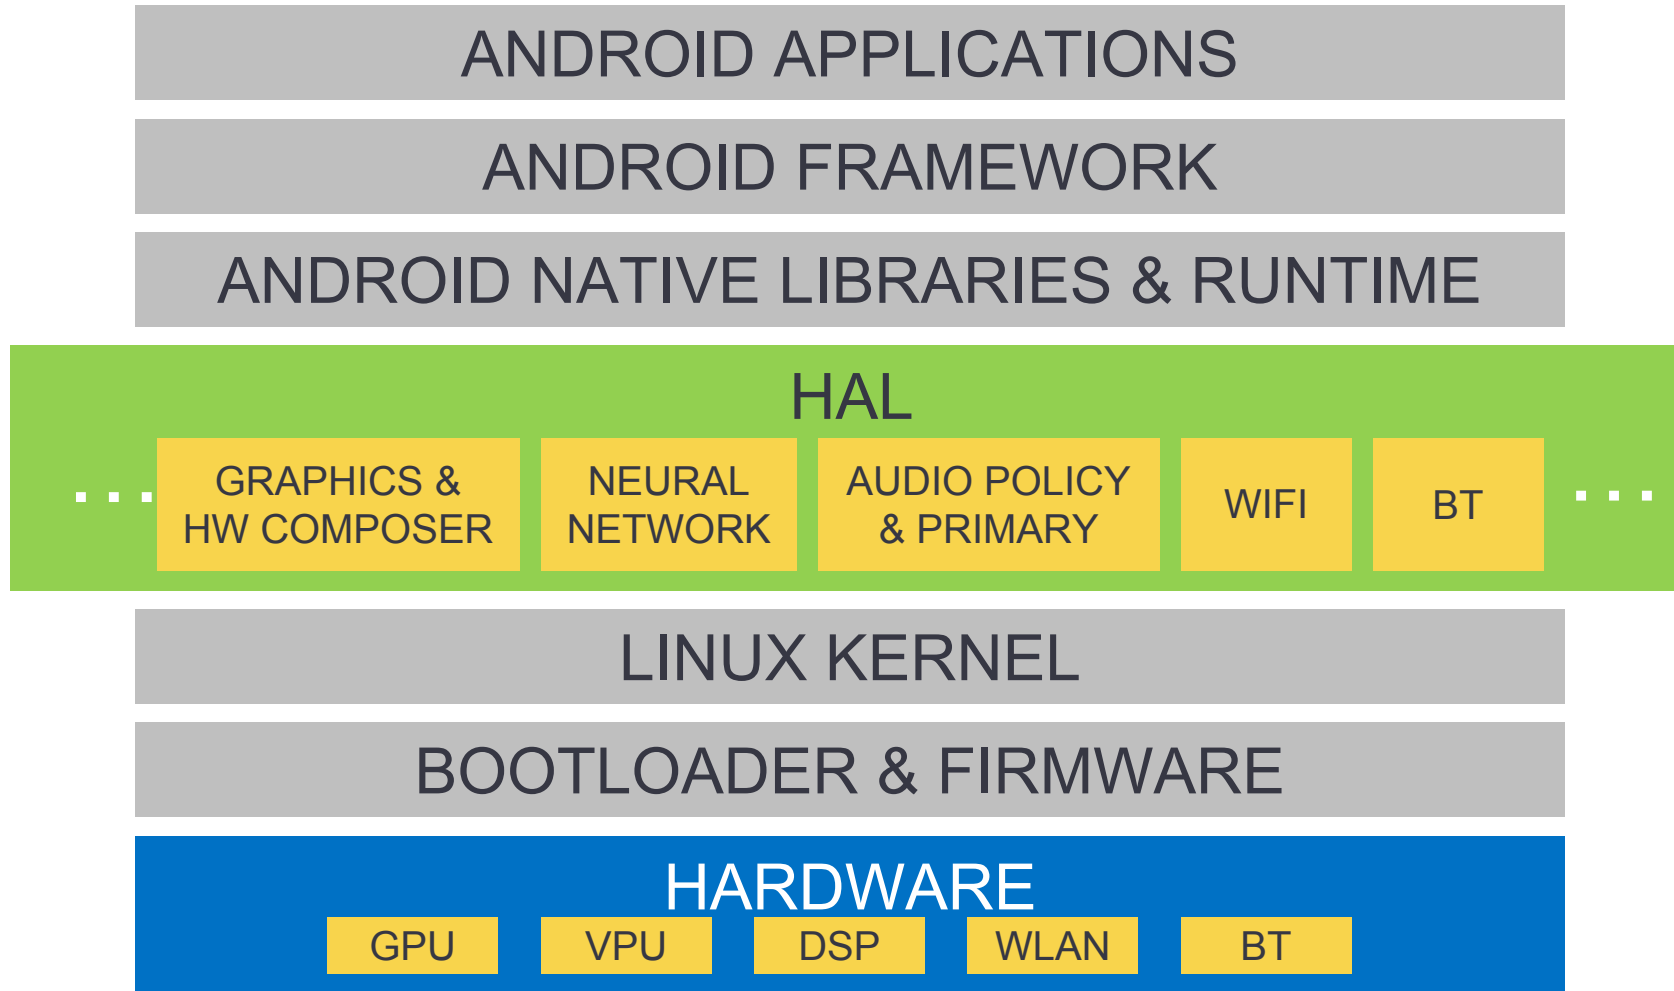 ANDROID APPLICATIONS
ANDROID FRAMEWORK
ANDROID NATIVE LIBRARIES & RUNTIME
HAL
...
GRAPHICS &
HW COMPOSER
NEURAL
NETWORK
AUDIO POLICY
& PRIMARY
WIFI
BT
...
LINUX KERNEL
BOOTLOADER & FIRMWARE
HARDWARE
GPU
VPU
DSP
WLAN
BT